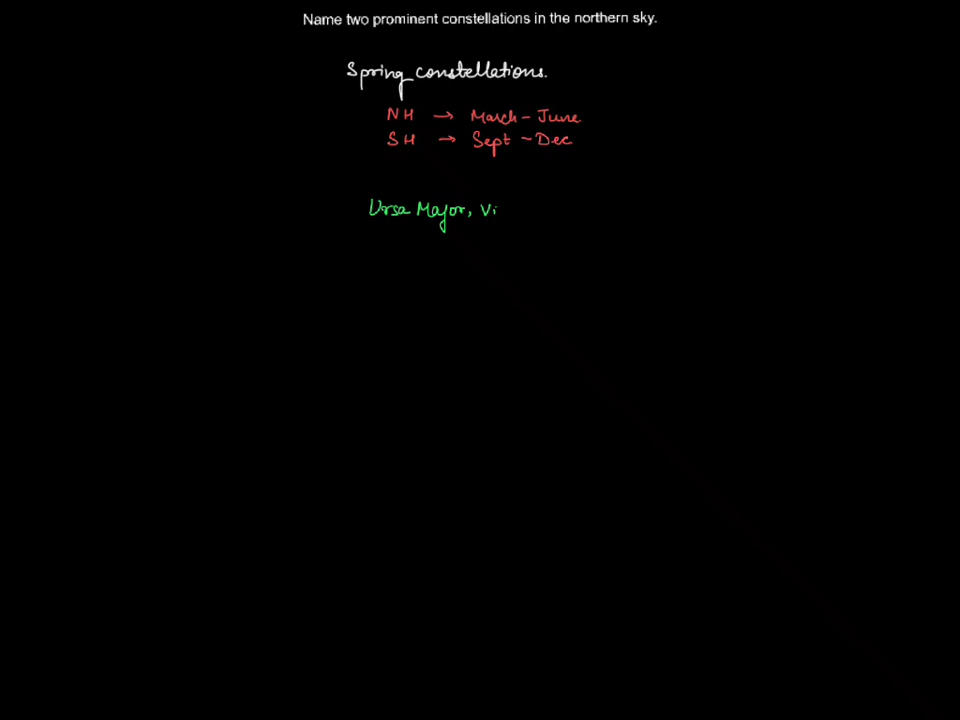 Name two prominent constellations in the northern sky.
Spring constellations.
NH → March - June
SH → Sept - Dec
Ursa Major, Vi